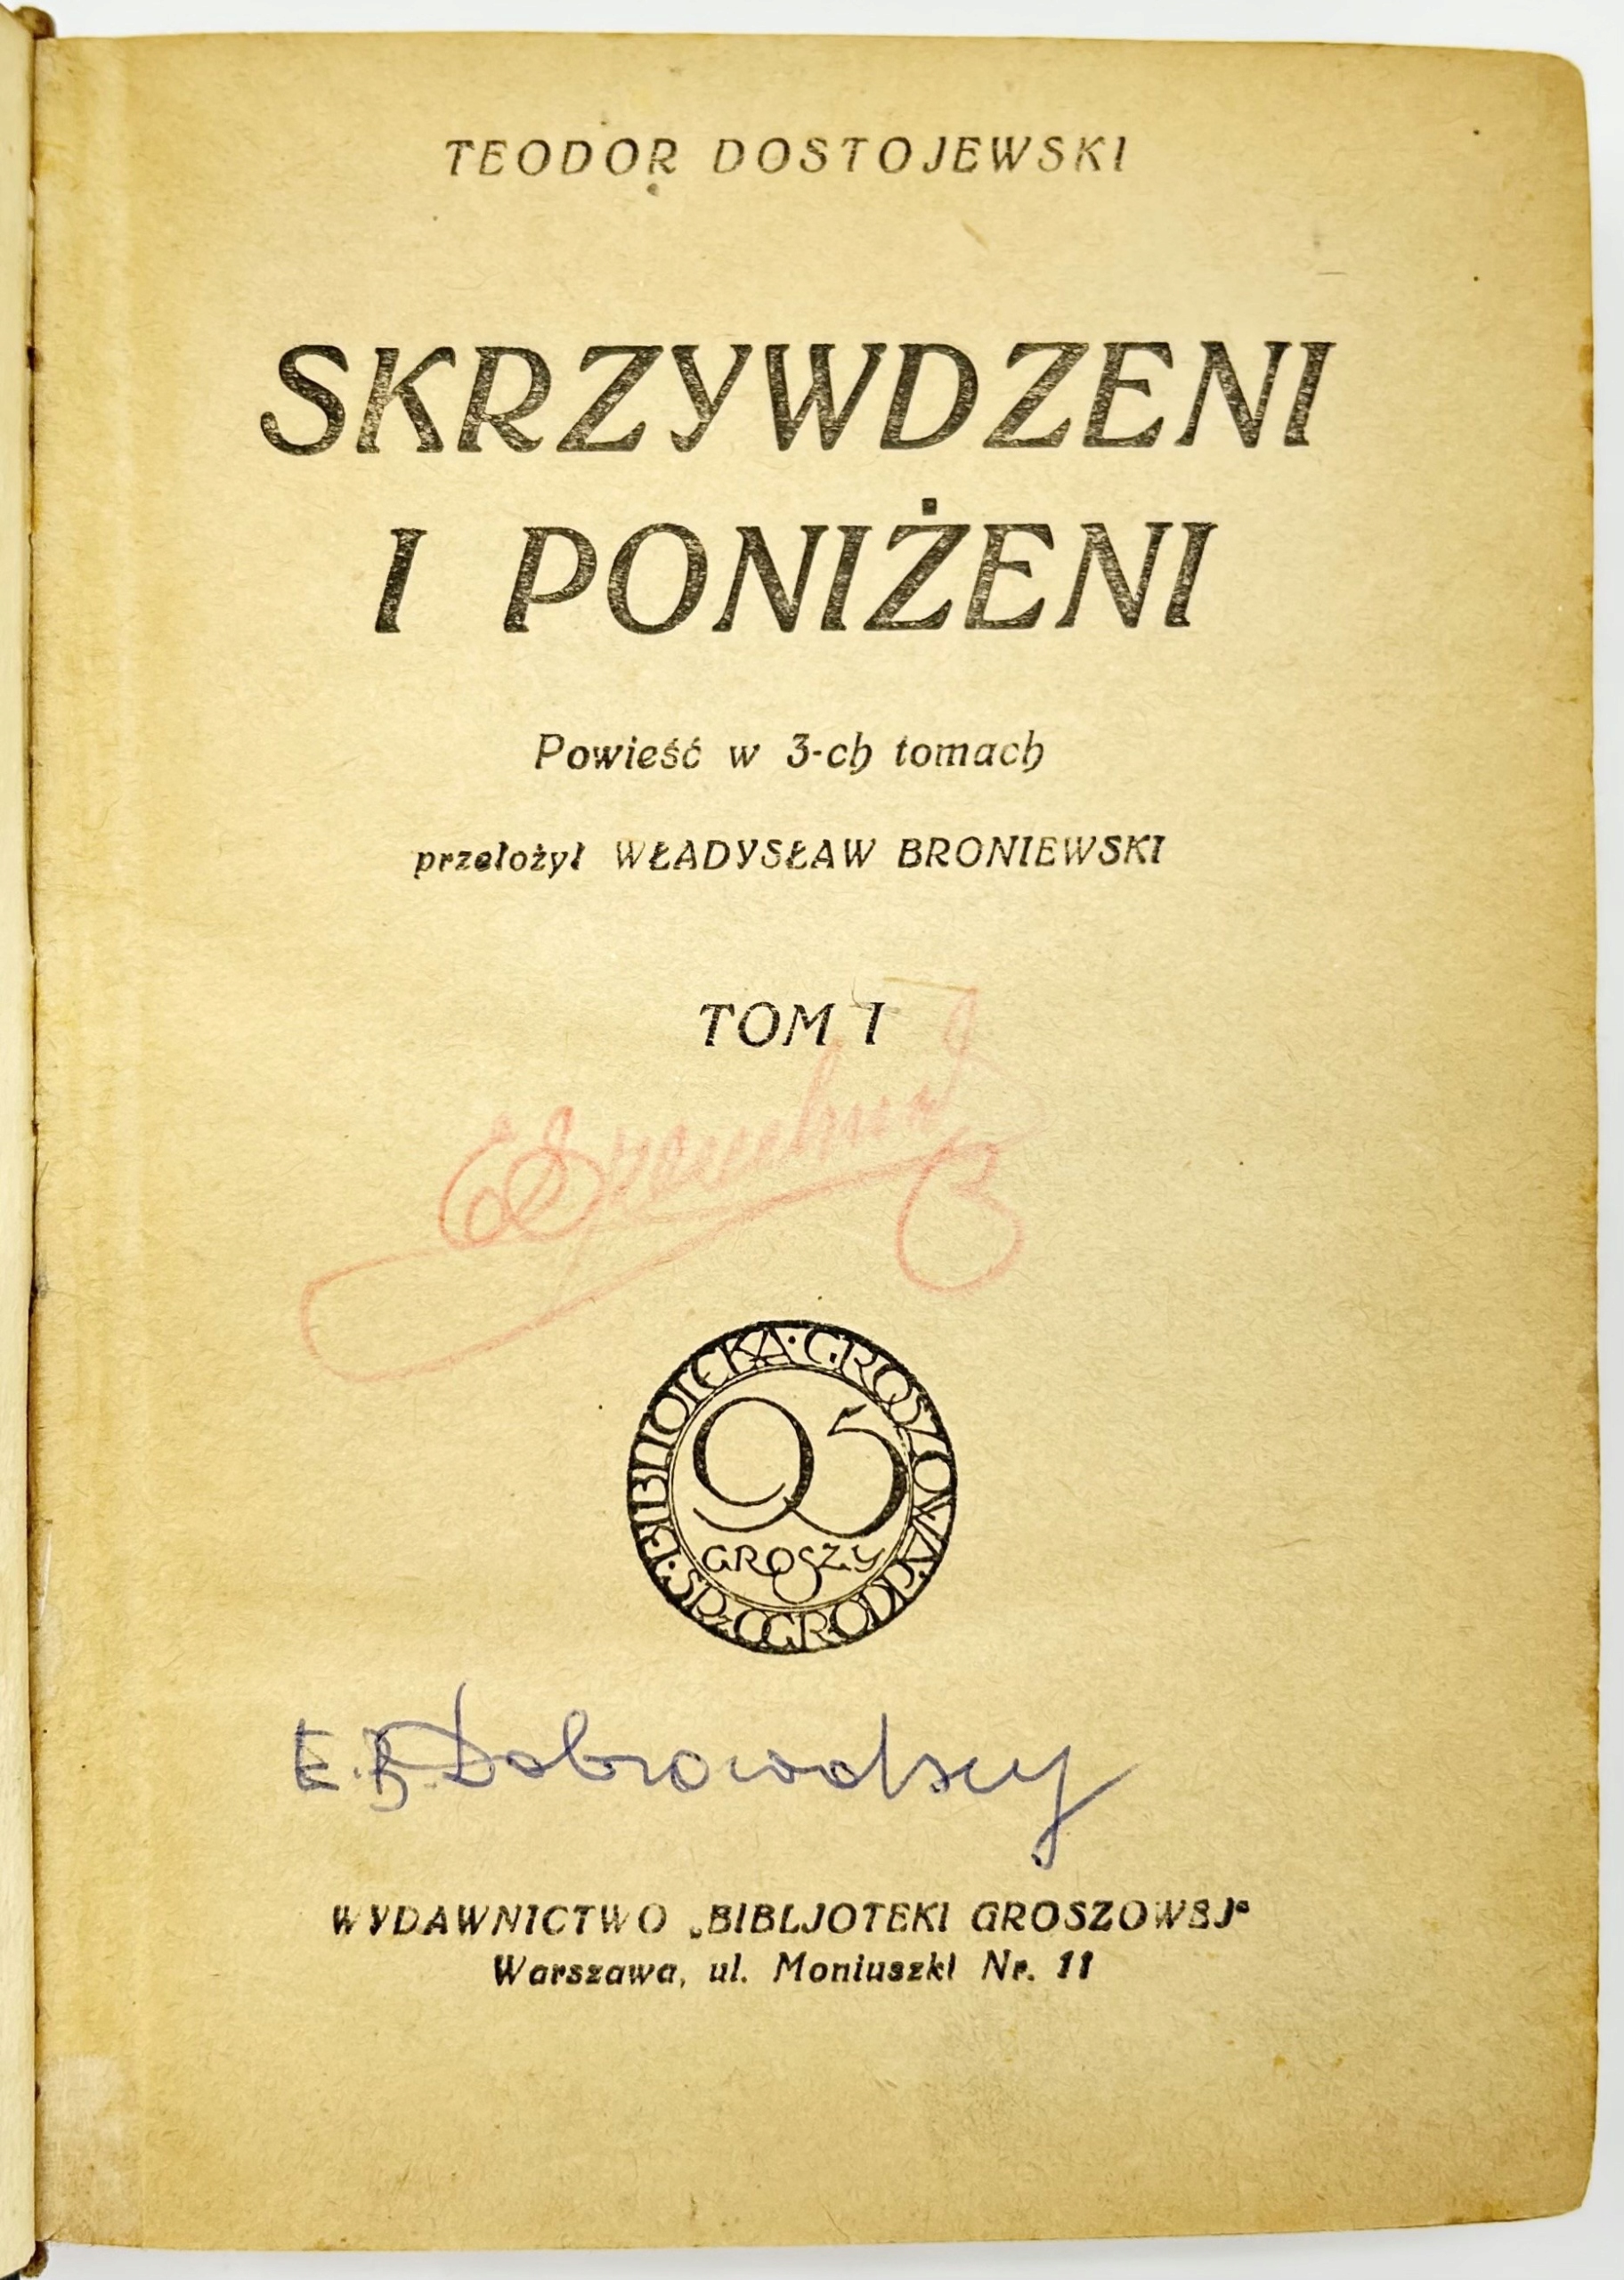 TEODOR DOSTOJEWSKI
SKRZYWDZENI
I PONIŻENI
Powieść w 3-ch tomach
przełożył WŁADYSŁAW BRONIEWSKI
TOM I
BIBLIOTEKA · GROSZOWA
95
GROSZY
E. B. Dobrowolscy
WYDAWNICTWO „BIBLJOTEKI GROSZOWEJ"
Warszawa, ul. Moniuszki Nr. 11